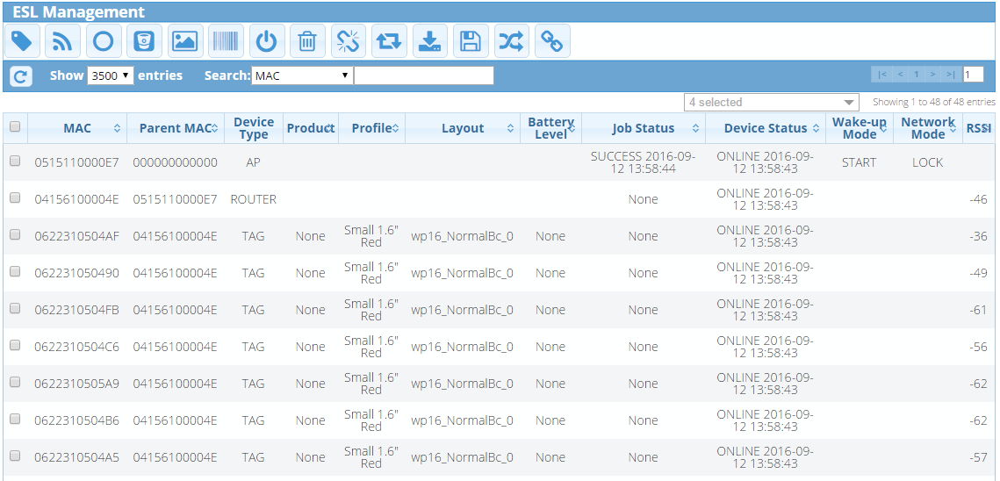 ESL Management
Show 3500 entries Search: MAC |< < 1 > >| 1
4 selected Showing 1 to 48 of 48 entries
MAC Parent MAC Device Type Product Profile Layout Battery Level Job Status Device Status Wake-up Mode Network Mode RSSI
0515110000E7 000000000000 AP SUCCESS 2016-09-12 13:58:44 ONLINE 2016-09-12 13:58:43 START LOCK
04156100004E 0515110000E7 ROUTER None ONLINE 2016-09-12 13:58:43 -46
0622310504AF 04156100004E TAG None Small 1.6" Red wp16_NormalBc_0 None None ONLINE 2016-09-12 13:58:43 -36
062231050490 04156100004E TAG None Small 1.6" Red wp16_NormalBc_0 None None ONLINE 2016-09-12 13:58:43 -49
0622310504FB 04156100004E TAG None Small 1.6" Red wp16_NormalBc_0 None None ONLINE 2016-09-12 13:58:43 -61
0622310504C6 04156100004E TAG None Small 1.6" Red wp16_NormalBc_0 None None ONLINE 2016-09-12 13:58:43 -56
0622310505A9 04156100004E TAG None Small 1.6" Red wp16_NormalBc_0 None None ONLINE 2016-09-12 13:58:43 -62
0622310504B6 04156100004E TAG None Small 1.6" Red wp16_NormalBc_0 None None ONLINE 2016-09-12 13:58:43 -62
0622310504A5 04156100004E TAG None Small 1.6" Red wp16_NormalBc_0 None None ONLINE 2016-09-12 13:58:43 -57